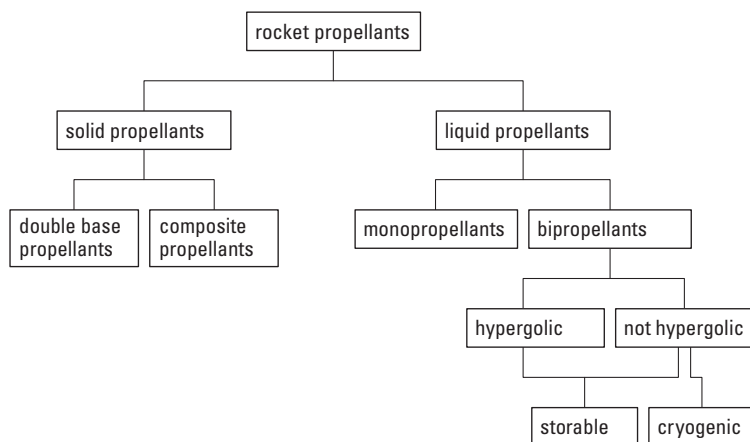 rocket propellants
solid propellants
liquid propellants
double base
propellants
composite
propellants
monopropellants
bipropellants
hypergolic
not hypergolic
storable
cryogenic